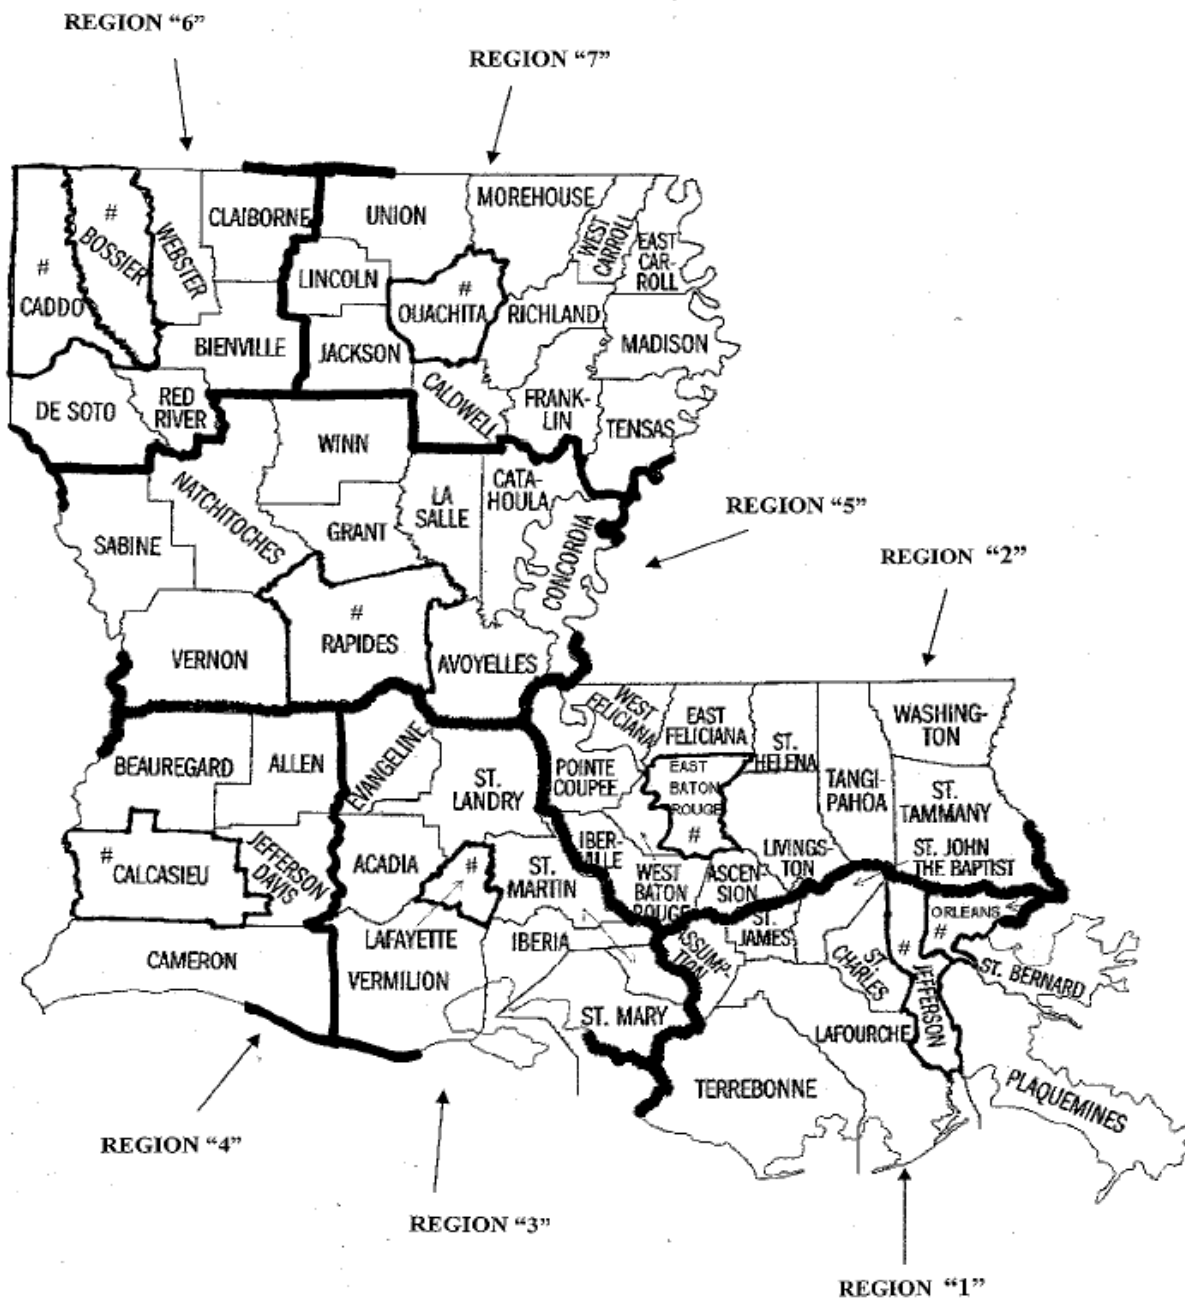 REGION “6”
REGION “7”
CLAIBORNE
UNION
MOREHOUSE
WEST
CARROLL
EAST
CAR-
ROLL
#
BOSSIER
WEBSTER
#
CADDO
LINCOLN
#
OUACHITA
RICHLAND
MADISON
BIENVILLE
JACKSON
CALDWELL
FRANK-
LIN
TENSAS
DE SOTO
RED
RIVER
WINN
NATCHITOCHES
LA
SALLE
CATA-
HOULA
REGION “5”
GRANT
CONCORDIA
SABINE
REGION “2”
#
RAPIDES
VERNON
AVOYELLES
WEST
FELICIANA
EAST
FELICIANA
ST.
HELENA
WASHING-
TON
BEAUREGARD
ALLEN
EVANGELINE
ST.
LANDRY
POINTE
COUPEE
EAST
BATON
ROUGE
#
TANGI-
PAHOA
ST.
TAMMANY
#
CALCASIEU
JEFFERSON
DAVIS
ACADIA
#
ST.
MARTIN
IBER-
VILLE
WEST
BATON
ROUGE
ASCEN-
SION
LIVINGS-
TON
ST. JOHN
THE BAPTIST
CAMERON
LAFAYETTE
VERMILION
IBERIA
ST. MARY
ASSUMP-
TION
ST.
JAMES
ST.
CHARLES
#
JEFFERSON
ORLEANS
#
ST. BERNARD
LAFOURCHE
TERREBONNE
PLAQUEMINES
REGION “4”
REGION “3”
REGION “1”